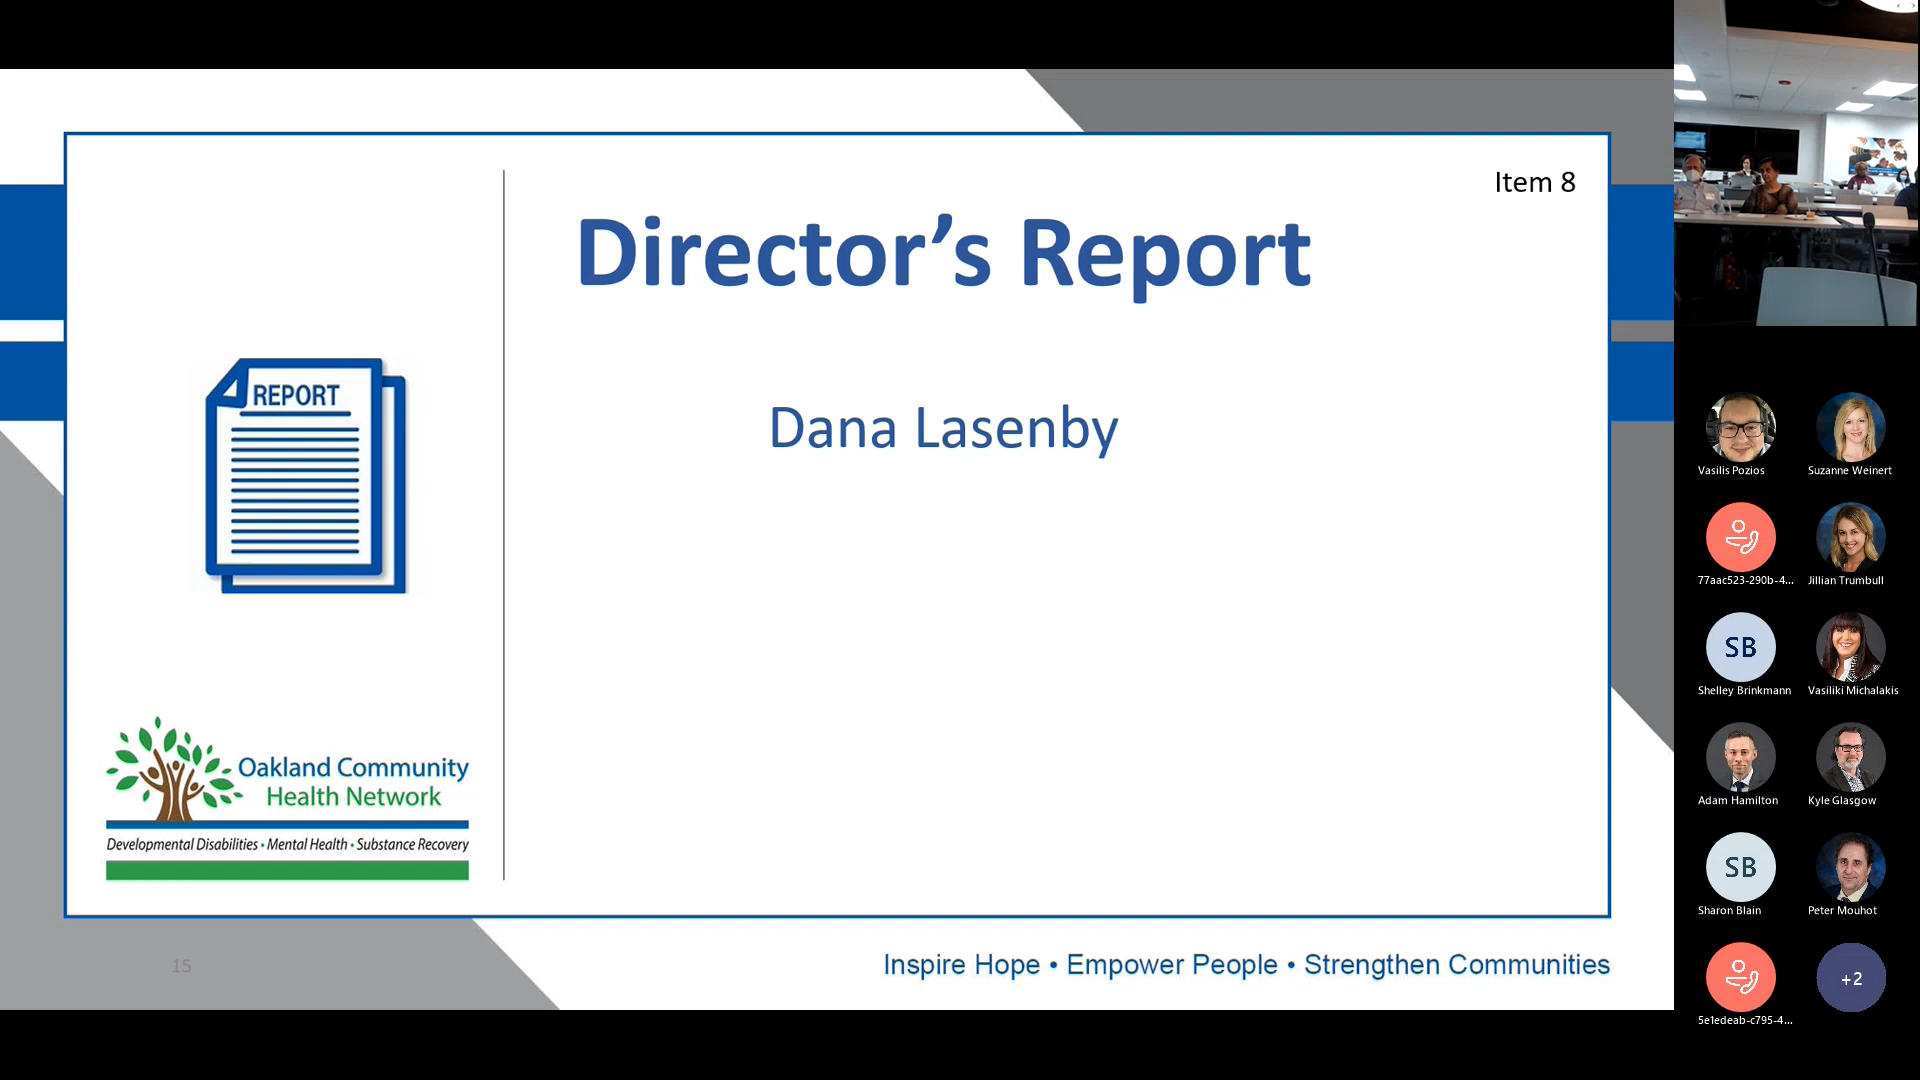 Item 8
Director’s Report
Dana Lasenby
REPORT
Oakland Community
Health Network
Developmental Disabilities • Mental Health • Substance Recovery
15
Inspire Hope • Empower People • Strengthen Communities
Vasilis Pozios
Suzanne Weinert
77aac523-290b-4...
Jillian Trumbull
SB
Shelley Brinkmann
Vasiliki Michalakis
Adam Hamilton
Kyle Glasgow
SB
Sharon Blain
Peter Mouhot
+2
5e1edeab-c795-4...